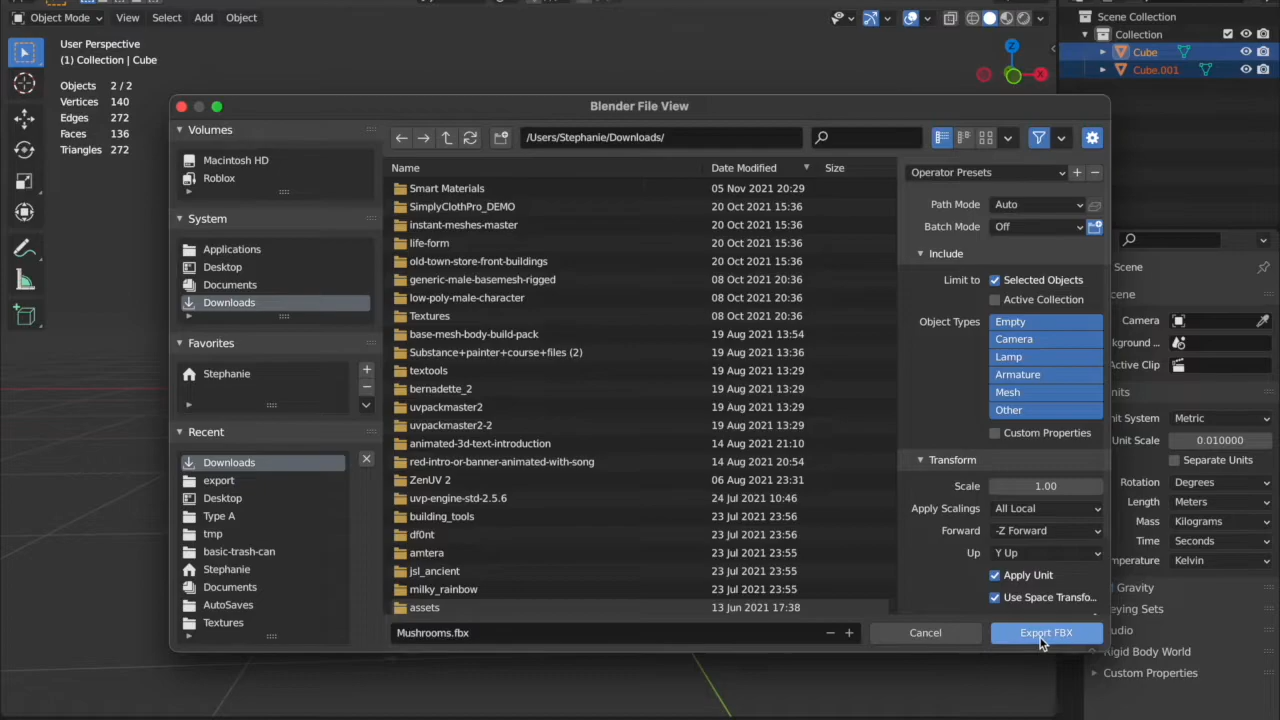 Object Mode View Select Add Object
User Perspective
(1) Collection | Cube
Objects 2 / 2
Vertices 140
Edges 272
Faces 136
Triangles 272
Z
X
Scene Collection
Collection
Cube
Cube.001
Blender File View
Volumes
Macintosh HD
Roblox
System
Applications
Desktop
Documents
Downloads
Favorites
Stephanie
Recent
Downloads
export
Desktop
Type A
tmp
basic-trash-can
Stephanie
Documents
AutoSaves
Textures
/Users/Stephanie/Downloads/
Name Date Modified Size
Smart Materials 05 Nov 2021 20:29
SimplyClothPro_DEMO 20 Oct 2021 15:36
instant-meshes-master 20 Oct 2021 15:36
life-form 20 Oct 2021 15:36
old-town-store-front-buildings 20 Oct 2021 15:36
generic-male-basemesh-rigged 08 Oct 2021 20:36
low-poly-male-character 08 Oct 2021 20:36
Textures 08 Oct 2021 20:36
base-mesh-body-build-pack 19 Aug 2021 13:54
Substance+painter+course+files (2) 19 Aug 2021 13:36
textools 19 Aug 2021 13:29
bernadette_2 19 Aug 2021 13:29
uvpackmaster2 19 Aug 2021 13:29
uvpackmaster2-2 19 Aug 2021 13:29
animated-3d-text-introduction 14 Aug 2021 21:10
red-intro-or-banner-animated-with-song 14 Aug 2021 20:54
ZenUV 2 06 Aug 2021 23:31
uvp-engine-std-2.5.6 24 Jul 2021 10:46
building_tools 23 Jul 2021 23:56
df0nt 23 Jul 2021 23:56
amtera 23 Jul 2021 23:55
jsl_ancient 23 Jul 2021 23:55
milky_rainbow 23 Jul 2021 23:55
assets 13 Jun 2021 17:38
Mushrooms.fbx
Cancel
Export FBX
Operator Presets
Path Mode Auto
Batch Mode Off
Include
Limit to Selected Objects
Active Collection
Object Types Empty
Camera
Lamp
Armature
Mesh
Other
Custom Properties
Transform
Scale 1.00
Apply Scalings All Local
Forward -Z Forward
Up Y Up
Apply Unit
Use Space Transfo...
Scene
cene
Camera
ckground ...
Active Clip
nits
nit System Metric
Unit Scale 0.010000
Separate Units
Rotation Degrees
Length Meters
Mass Kilograms
Time Seconds
mperature Kelvin
Gravity
eying Sets
udio
Rigid Body World
Custom Properties